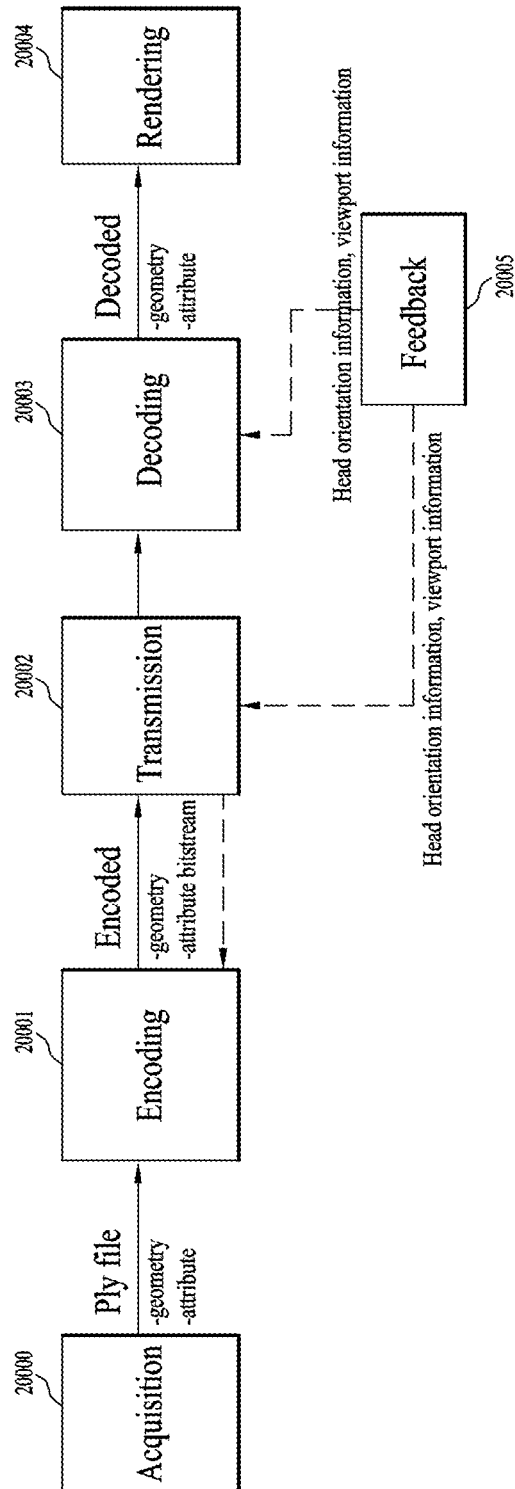 20000
Acquisition
Ply file
-geometry
-attribute
20001
Encoding
Encoded
-geometry
-attribute bitstream
20002
Transmission
20003
Decoding
Decoded
-geometry
-attribute
20004
Rendering
Head orientation information, viewport information
Feedback
20005
Head orientation information, viewport information